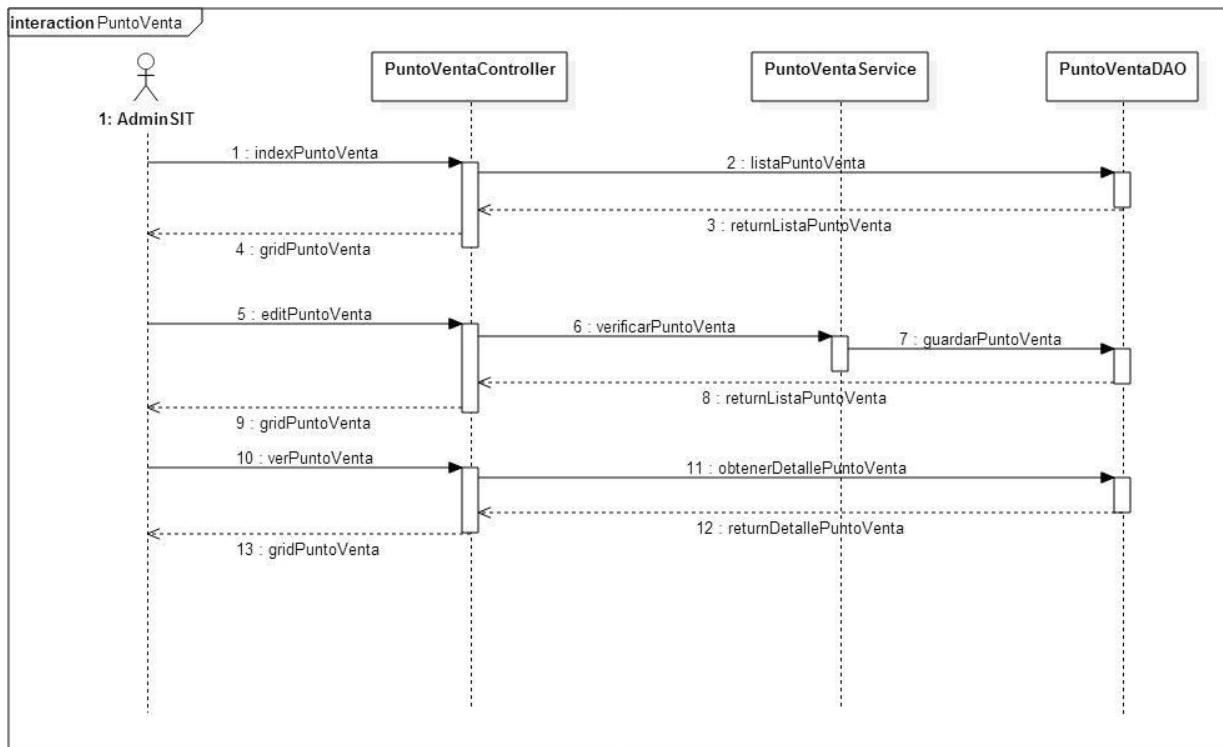 interaction PuntoVenta
PuntoVentaController
PuntoVentaService
PuntoVentaDAO
1: AdminSIT
1 : indexPuntoVenta
2 : listaPuntoVenta
3 : returnListaPuntoVenta
4 : gridPuntoVenta
5 : editPuntoVenta
6 : verificarPuntoVenta
7 : guardarPuntoVenta
8 : returnListaPuntoVenta
9 : gridPuntoVenta
10 : verPuntoVenta
11 : obtenerDetallePuntoVenta
12 : returnDetallePuntoVenta
13 : gridPuntoVenta